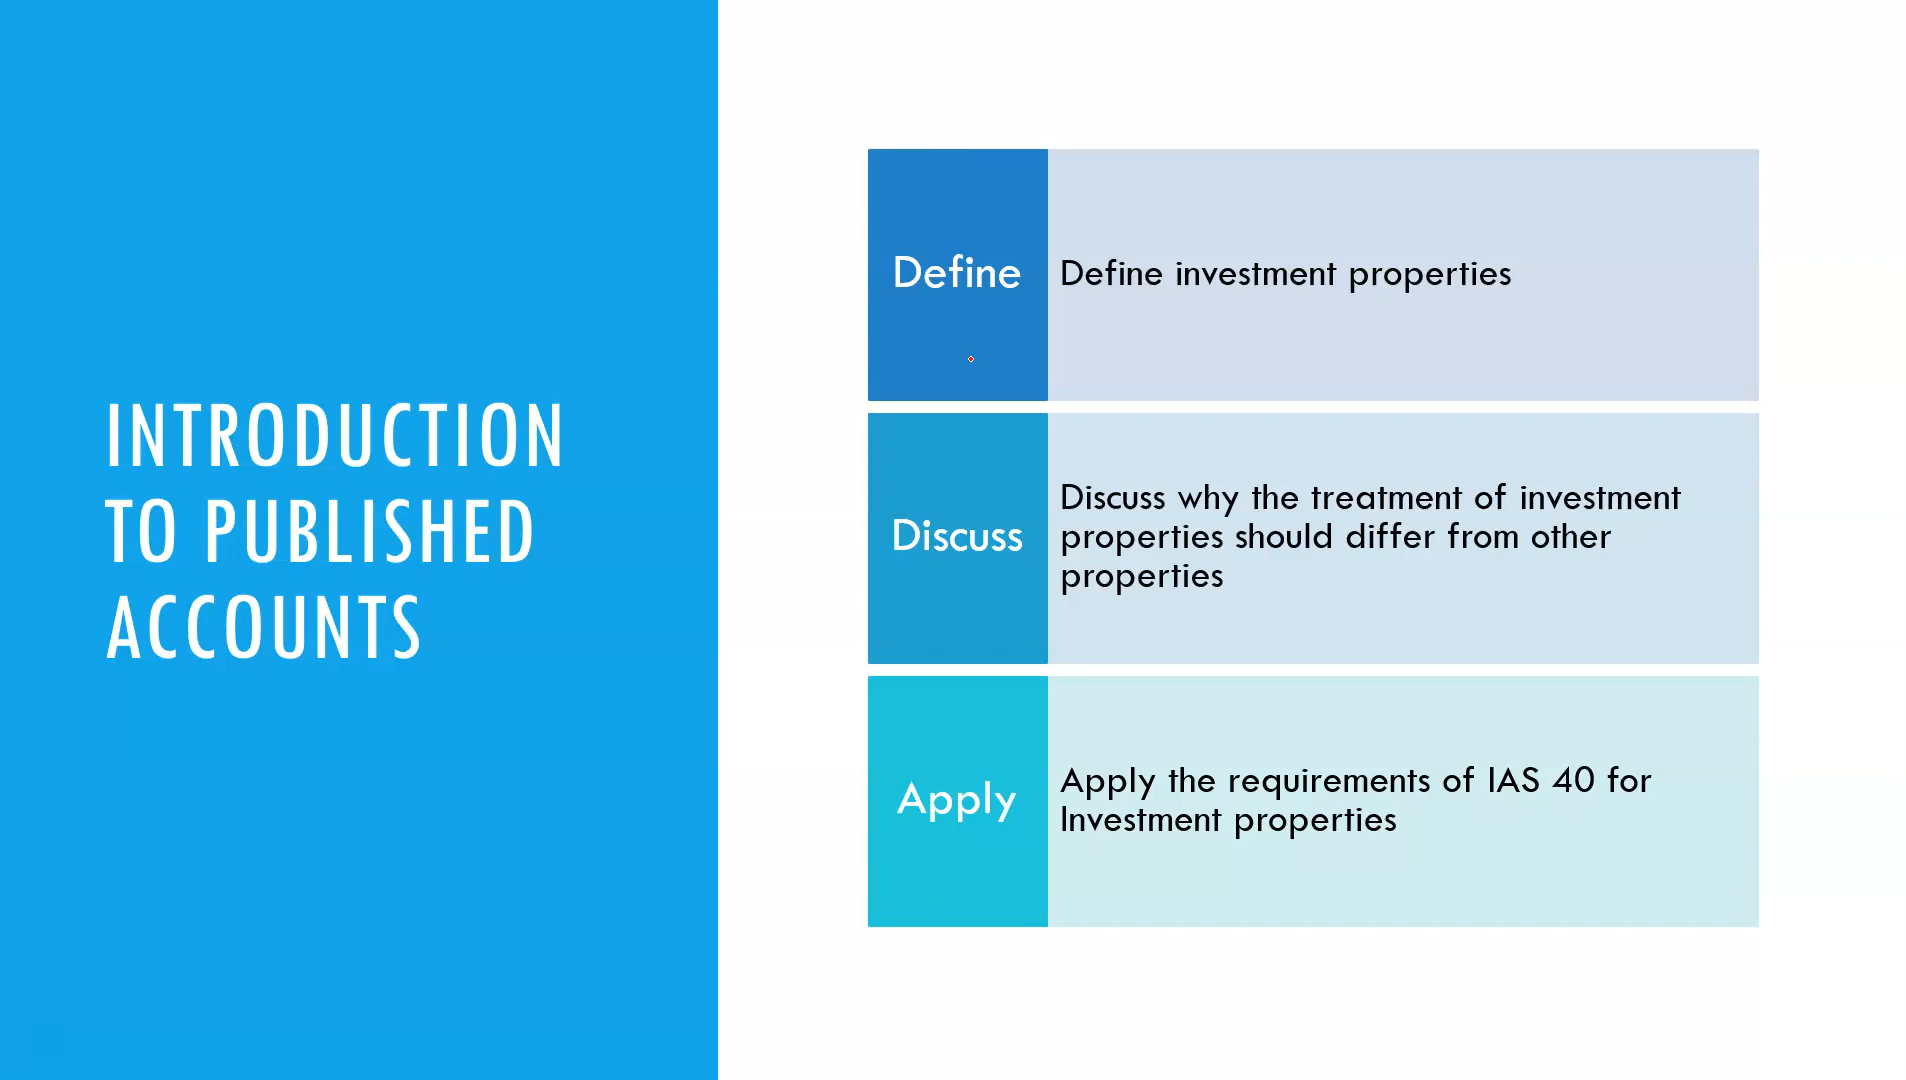 INTRODUCTION
TO PUBLISHED
ACCOUNTS
Define
Define investment properties
Discuss
Discuss why the treatment of investment
properties should differ from other
properties
Apply
Apply the requirements of IAS 40 for
Investment properties